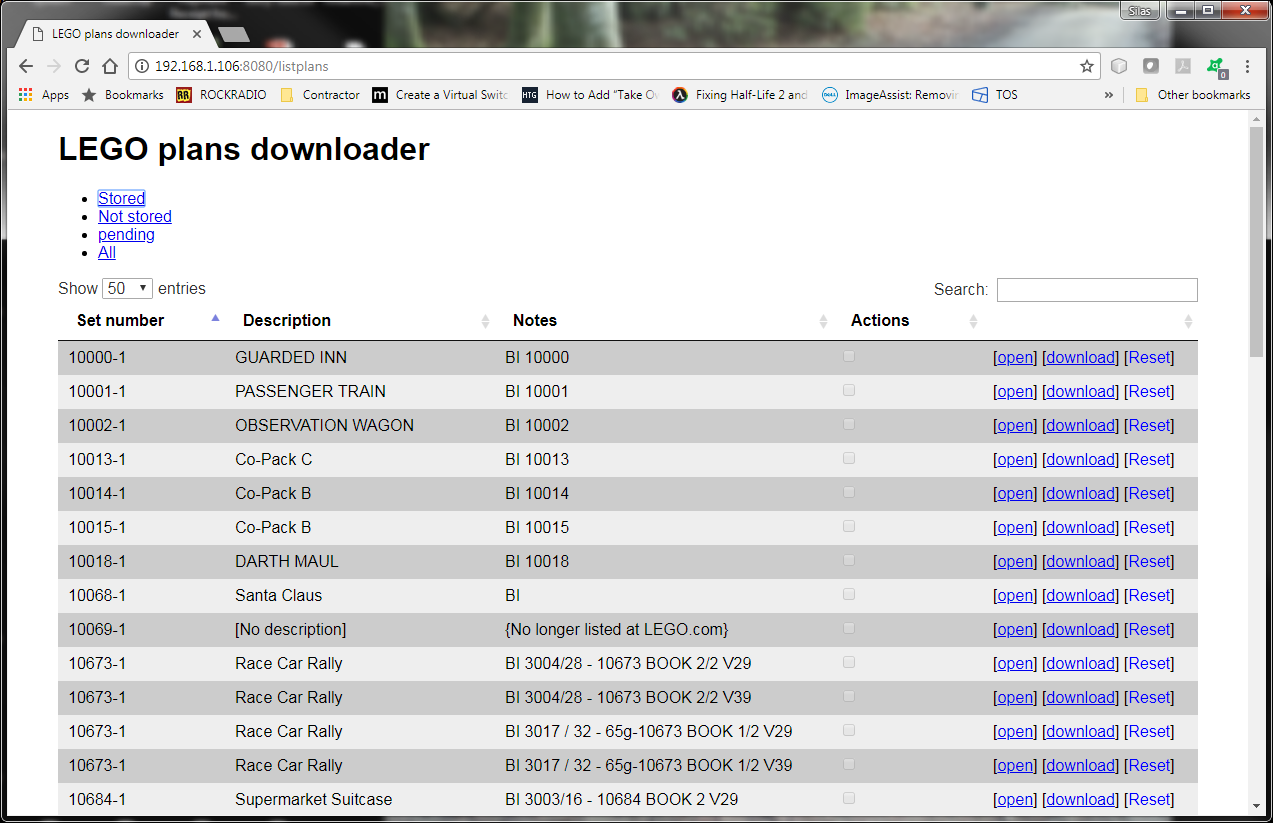 Silas
LEGO plans downloader
192.168.1.106:8080/listplans
Apps Bookmarks RR ROCKRADIO Contractor m Create a Virtual Switc HTG How to Add "Take Ow Fixing Half-Life 2 and DELL ImageAssist: Removin TOS » Other bookmarks
0
LEGO plans downloader
Stored
Not stored
pending
All
Show 50 entries Search:
Set number Description Notes Actions
10000-1 GUARDED INN BI 10000 [open] [download] [Reset]
10001-1 PASSENGER TRAIN BI 10001 [open] [download] [Reset]
10002-1 OBSERVATION WAGON BI 10002 [open] [download] [Reset]
10013-1 Co-Pack C BI 10013 [open] [download] [Reset]
10014-1 Co-Pack B BI 10014 [open] [download] [Reset]
10015-1 Co-Pack B BI 10015 [open] [download] [Reset]
10018-1 DARTH MAUL BI 10018 [open] [download] [Reset]
10068-1 Santa Claus BI [open] [download] [Reset]
10069-1 [No description] {No longer listed at LEGO.com} [open] [download] [Reset]
10673-1 Race Car Rally BI 3004/28 - 10673 BOOK 2/2 V29 [open] [download] [Reset]
10673-1 Race Car Rally BI 3004/28 - 10673 BOOK 2/2 V39 [open] [download] [Reset]
10673-1 Race Car Rally BI 3017 / 32 - 65g-10673 BOOK 1/2 V29 [open] [download] [Reset]
10673-1 Race Car Rally BI 3017 / 32 - 65g-10673 BOOK 1/2 V39 [open] [download] [Reset]
10684-1 Supermarket Suitcase BI 3003/16 - 10684 BOOK 2 V29 [open] [download] [Reset]